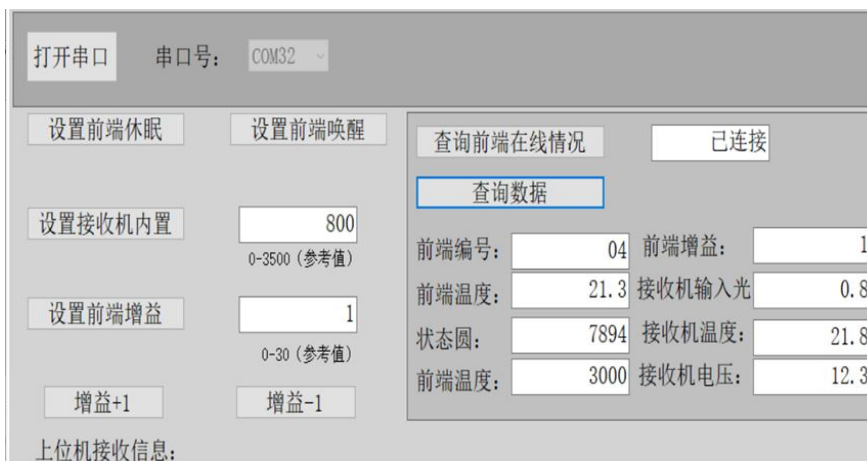 打开串口 串口号: COM32
设置前端休眠 设置前端唤醒
查询前端在线情况 已连接
查询数据
设置接收机内置 800
0-3500（参考值）
前端编号: 04 前端增益: 1
前端温度: 21.3 接收机输入光 0.8
设置前端增益 1
0-30（参考值）
状态圆: 7894 接收机温度: 21.8
前端温度: 3000 接收机电压: 12.3
增益+1 增益-1
上位机接收信息: